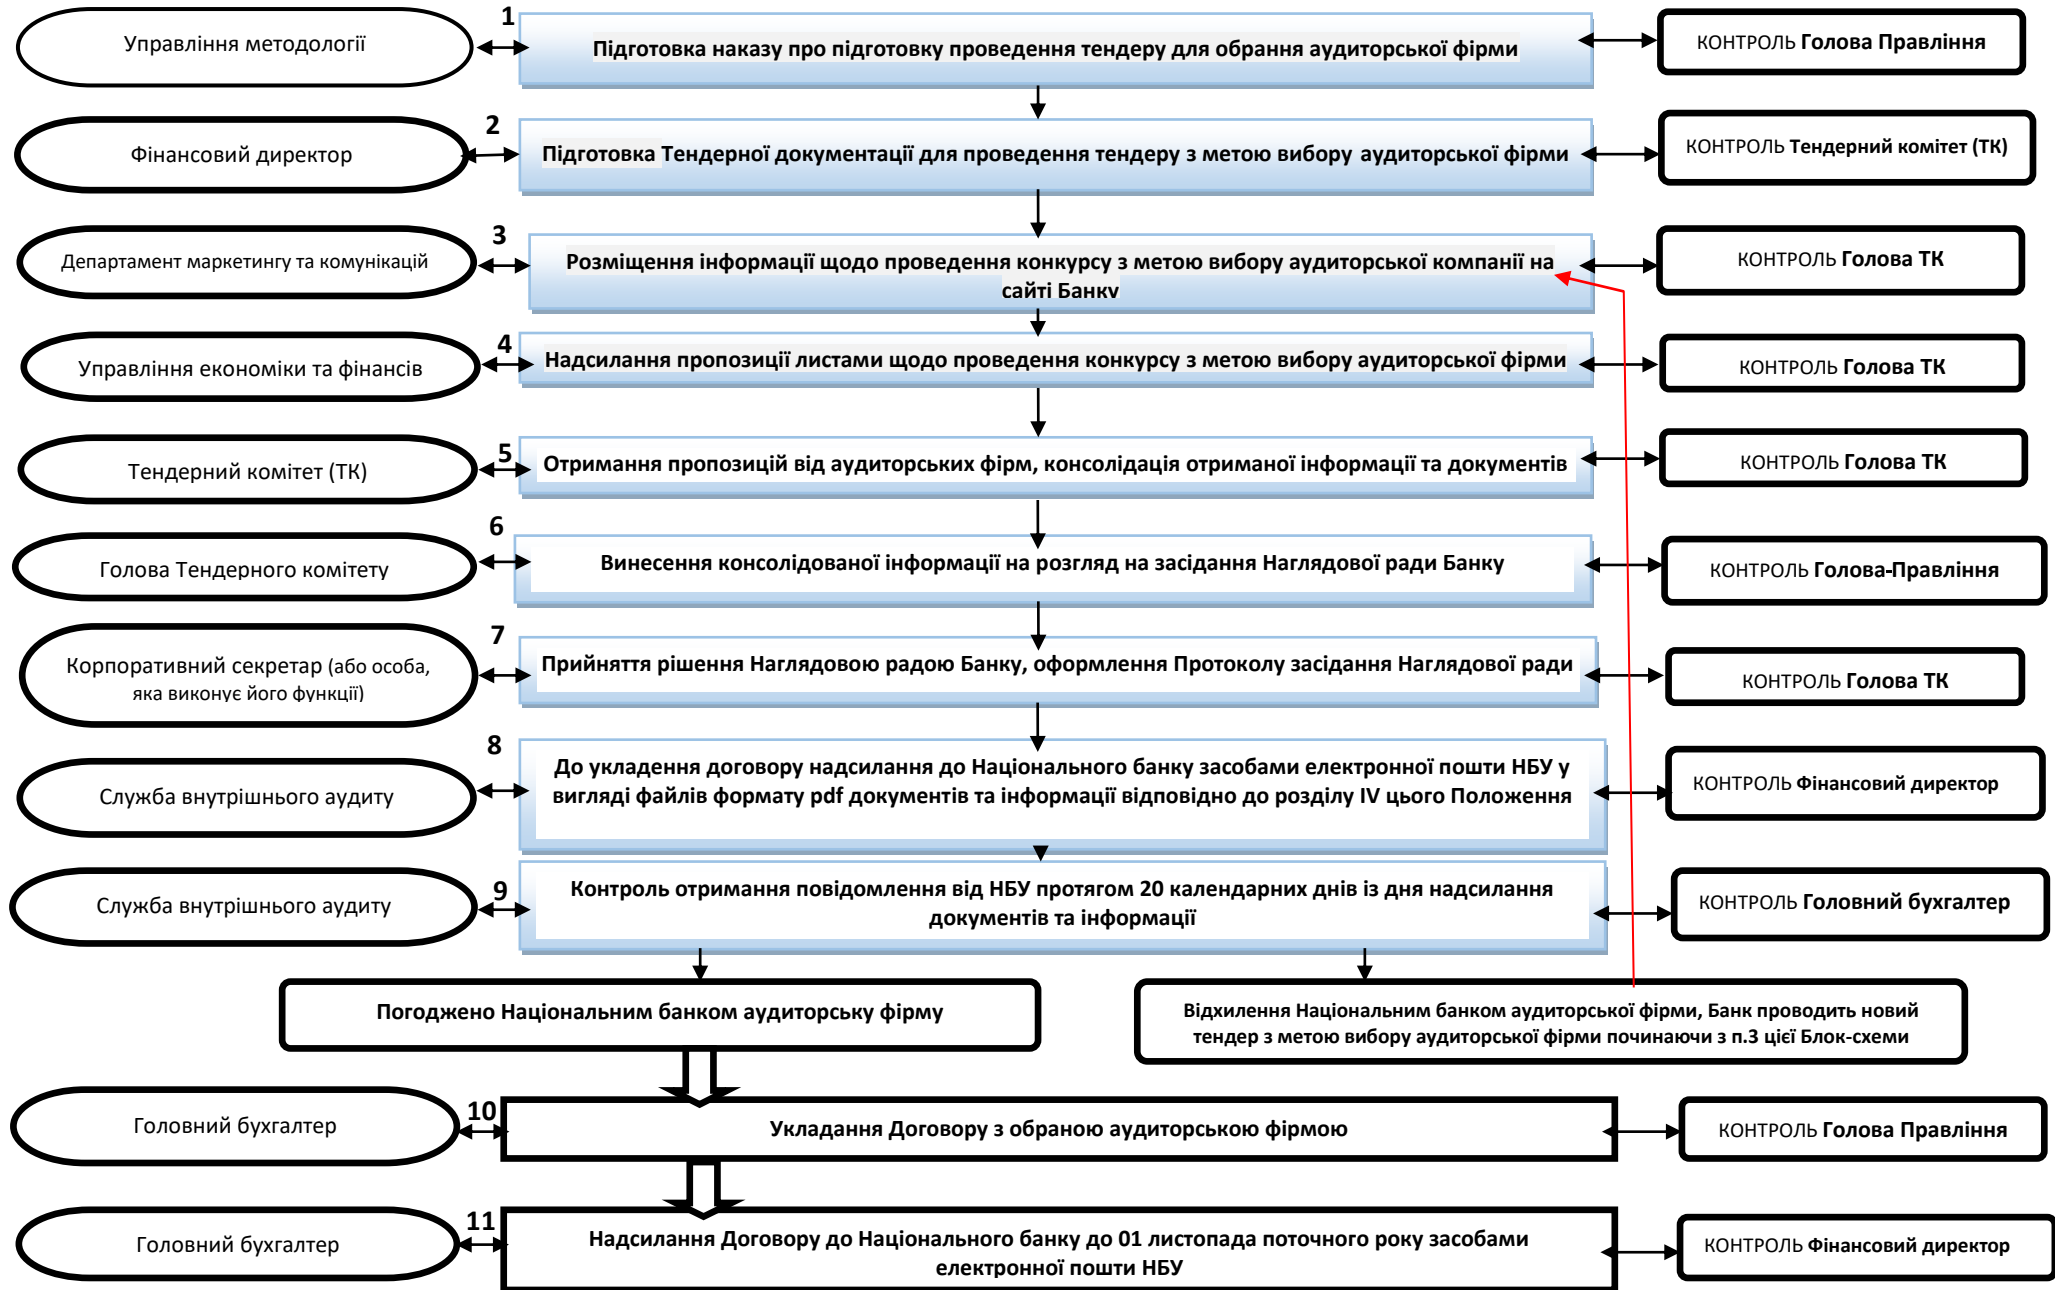 1
Управління методології
Підготовка наказу про підготовку проведення тендеру для обрання аудиторської фірми
КОНТРОЛЬ Голова Правління
2
Фінансовий директор
Підготовка Тендерної документації для проведення тендеру з метою вибору аудиторської фірми
КОНТРОЛЬ Тендерний комітет (ТК)
3
Департамент маркетингу та комунікацій
Розміщення інформації щодо проведення конкурсу з метою вибору аудиторської компанії на
сайті Банку
КОНТРОЛЬ Голова ТК
4
Управління економіки та фінансів
Надсилання пропозиції листами щодо проведення конкурсу з метою вибору аудиторської фірми
КОНТРОЛЬ Голова ТК
5
Тендерний комітет (ТК)
Отримання пропозицій від аудиторських фірм, консолідація отриманої інформації та документів
КОНТРОЛЬ Голова ТК
6
Голова Тендерного комітету
Винесення консолідованої інформації на розгляд на засідання Наглядової ради Банку
КОНТРОЛЬ Голова-Правління
7
Корпоративний секретар (або особа,
яка виконує його функції)
Прийняття рішення Наглядовою радою Банку, оформлення Протоколу засідання Наглядової ради
КОНТРОЛЬ Голова ТК
8
Служба внутрішнього аудиту
До укладення договору надсилання до Національного банку засобами електронної пошти НБУ у
вигляді файлів формату pdf документів та інформації відповідно до розділу IV цього Положення
КОНТРОЛЬ Фінансовий директор
9
Служба внутрішнього аудиту
Контроль отримання повідомлення від НБУ протягом 20 календарних днів із дня надсилання
документів та інформації
КОНТРОЛЬ Головний бухгалтер
Погоджено Національним банком аудиторську фірму
Відхилення Національним банком аудиторської фірми, Банк проводить новий
тендер з метою вибору аудиторської фірми починаючи з п.3 цієї Блок-схеми
10
Головний бухгалтер
Укладання Договору з обраною аудиторською фірмою
КОНТРОЛЬ Голова Правління
11
Головний бухгалтер
Надсилання Договору до Національного банку до 01 листопада поточного року засобами
електронної пошти НБУ
КОНТРОЛЬ Фінансовий директор